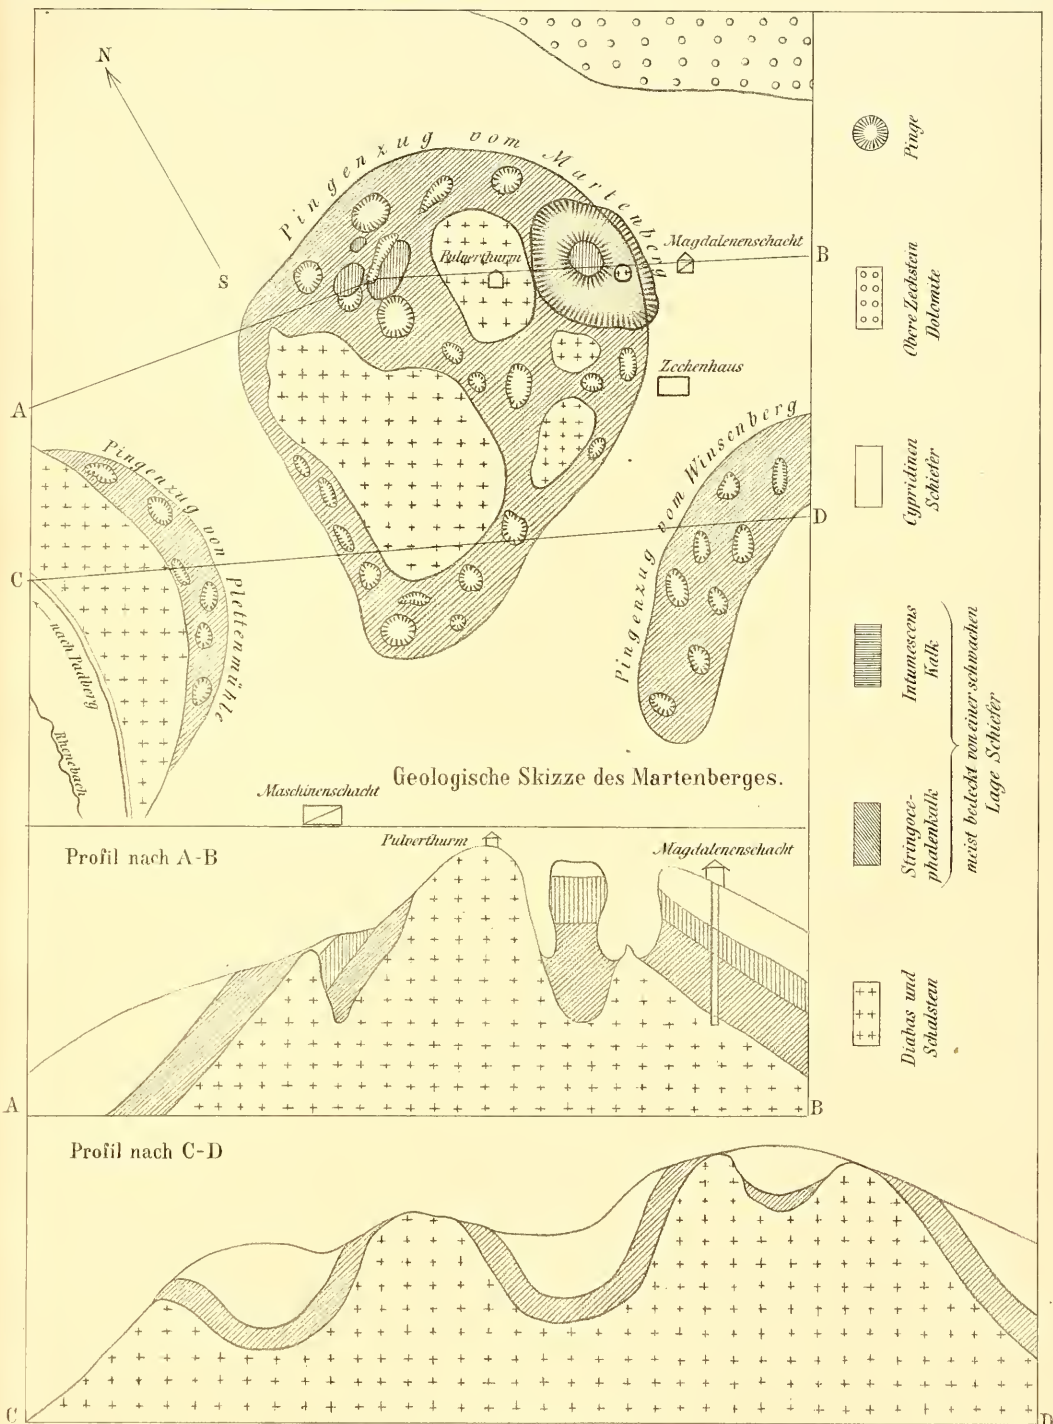 N
S
Pingenzug vom Martenberg
Pulverthurm
Magdalenenschacht
B
Zechenhaus
A
Pingenzug von Plettenmühle
Pingenzug vom Winsenberg
C
D
nach Padberg
Rhenebach
Geologische Skizze des Martenberges.
Maschinenschacht
Pinge
Obere Zechstein
Dolomite
Cypridinen
Schiefer
Intumescens
Kalk
Stringoce-
phalenkalk
meist bedeckt von einer schwachen
Lage Schiefer
Diabas und
Schalstein
Profil nach A-B
Pulverthurm
Magdalenenschacht
A
B
Profil nach C-D
C
D